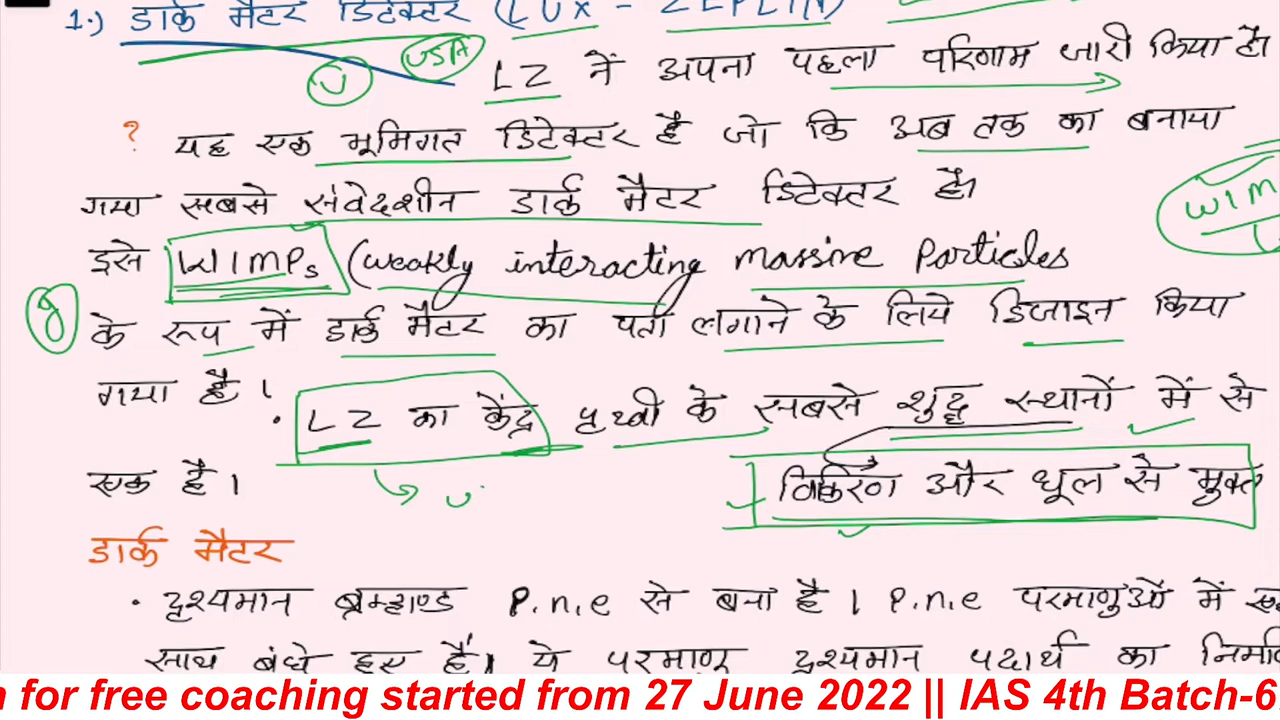 1.) डार्क मैटर डिटेक्टर (LUX - ZEPLIN)
USA
LZ नें अपना पहला परिणाम जारी किया है।
? यह एक भूमिगत डिटेक्टर है जो कि अब तक का बनाया
गया सबसे संवेदशीन डार्क मैटर डिटेक्टर है।
WIM
इसे WIMPs (weakly interacting massive Particles
के रूप में डार्क मैटर का पता लगाने के लिये डिजाइन किया
गया है।
. LZ का केंद्र पृथ्वी के सबसे शुद्ध स्थानों में से
एक है। विकिरण और धूल से मुक्त
डार्क मैटर
. दृश्यमान ब्रम्हाण्ड P.n.e से बना है। P.n.e परमाणुओं में
साथ बंधे हुए हैं। ये परमाणु दृश्यमान पदार्थ का
n for free coaching started from 27 June 2022 || IAS 4th Batch-6